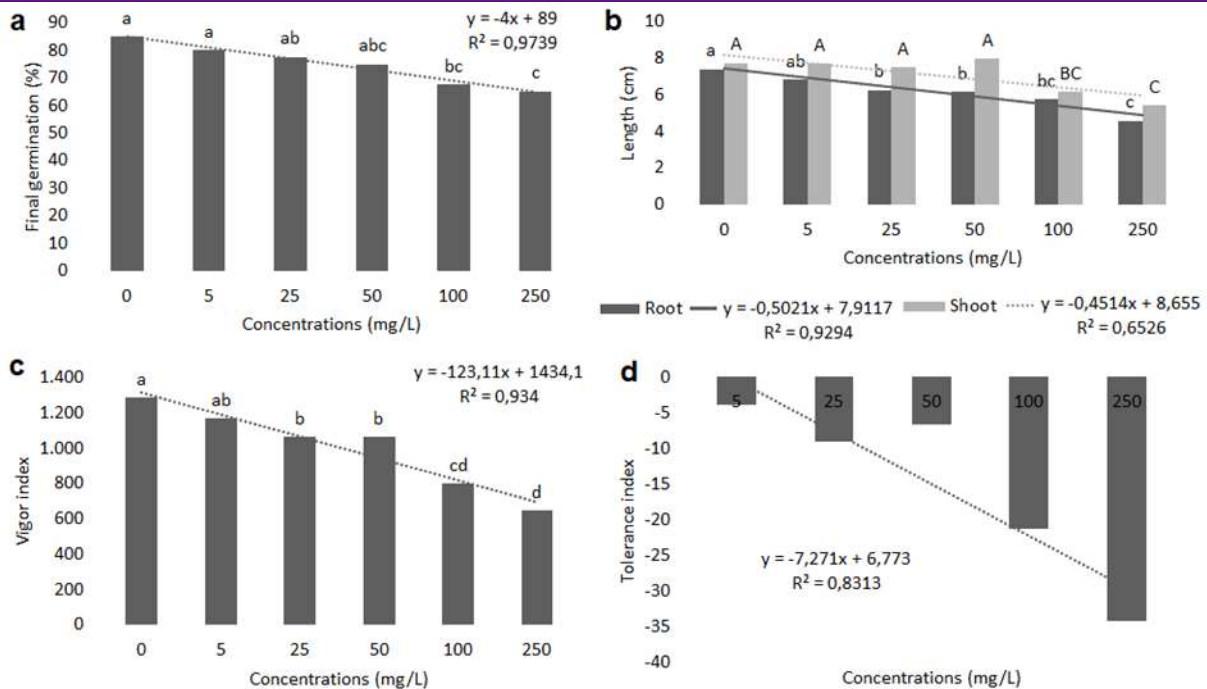 a
90
80
70
60
50
40
30
20
10
0
Final germination (%)
a
a
ab
abc
bc
c
y = -4x + 89
R² = 0,9739
0 5 25 50 100 250
Concentrations (mg/L)
b
10
8
6
4
2
0
Length (cm)
a A
ab A
b A
b A
bc BC
c C
0 5 25 50 100 250
Concentrations (mg/L)
Root y = -0,5021x + 7,9117 Shoot y = -0,4514x + 8,655
R² = 0,9294 R² = 0,6526
c
1.400
1.200
1.000
800
600
400
200
0
Vigor index
a
ab
b
b
cd
d
y = -123,11x + 1434,1
R² = 0,934
0 5 25 50 100 250
Concentrations (mg/L)
d
0
-5
-10
-15
-20
-25
-30
-35
-40
Tolerance index
5 25 50 100 250
y = -7,271x + 6,773
R² = 0,8313
Concentrations (mg/L)